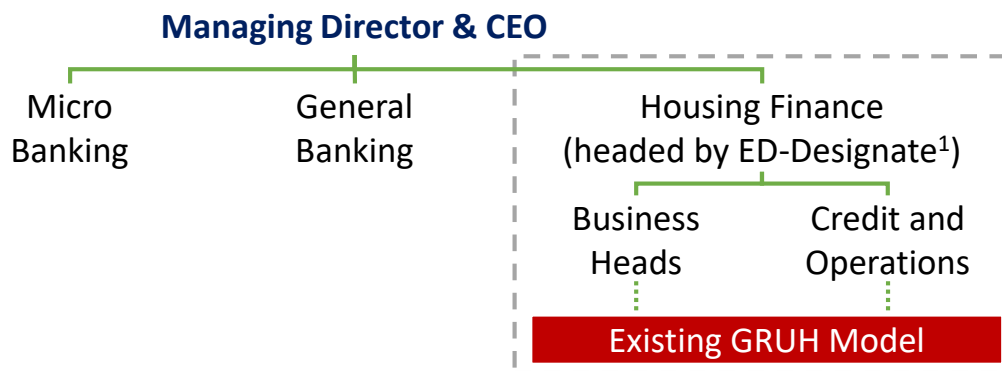 Managing Director & CEO
Micro
Banking
General
Banking
Housing Finance
(headed by ED-Designate¹)
Business
Heads
Credit and
Operations
Existing GRUH Model